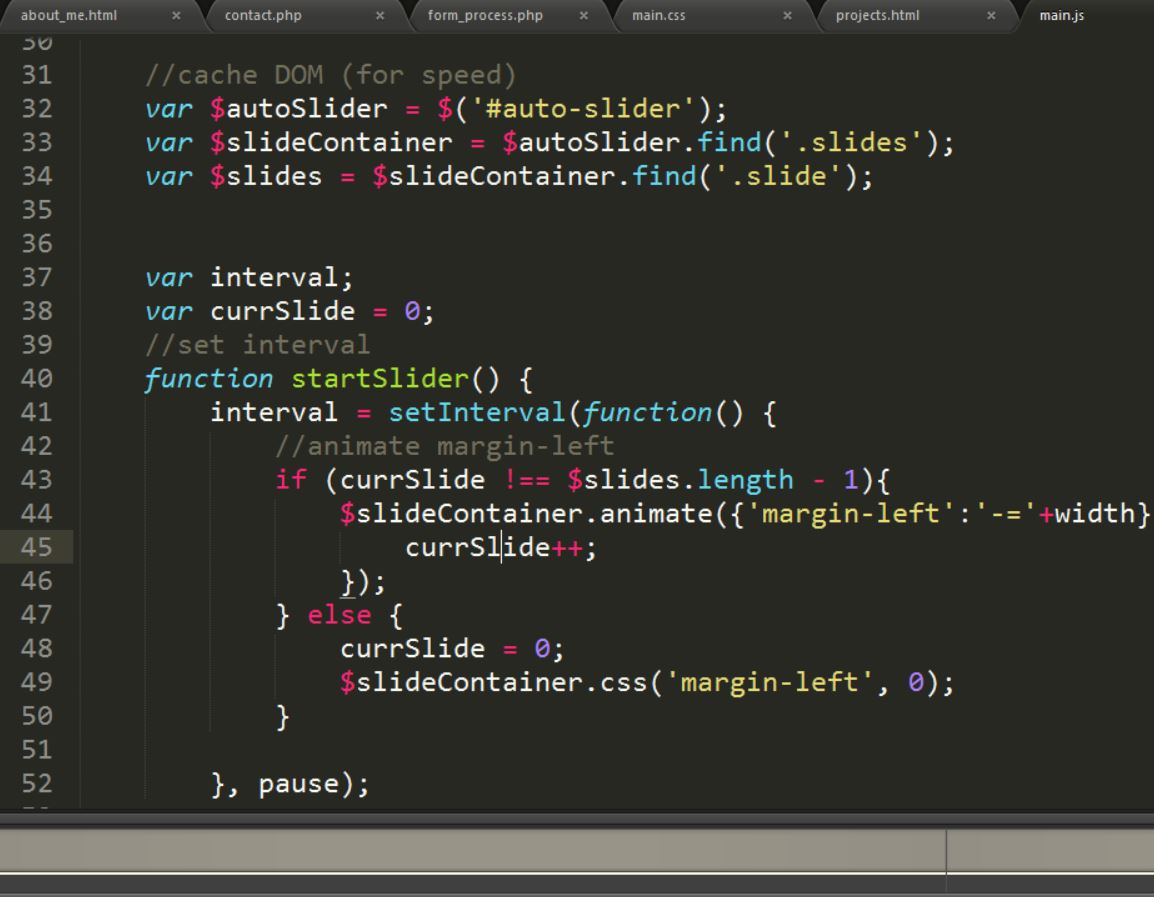 about_me.html × contact.php × form_process.php × main.css × projects.html × main.js
30
31 //cache DOM (for speed)
32 var $autoSlider = $('#auto-slider');
33 var $slideContainer = $autoSlider.find('.slides');
34 var $slides = $slideContainer.find('.slide');
35
36
37 var interval;
38 var currSlide = 0;
39 //set interval
40 function startSlider() {
41 interval = setInterval(function() {
42 //animate margin-left
43 if (currSlide !== $slides.length - 1){
44 $slideContainer.animate({'margin-left':'-='+width}
45 currSlide++;
46 });
47 } else {
48 currSlide = 0;
49 $slideContainer.css('margin-left', 0);
50 }
51
52 }, pause);